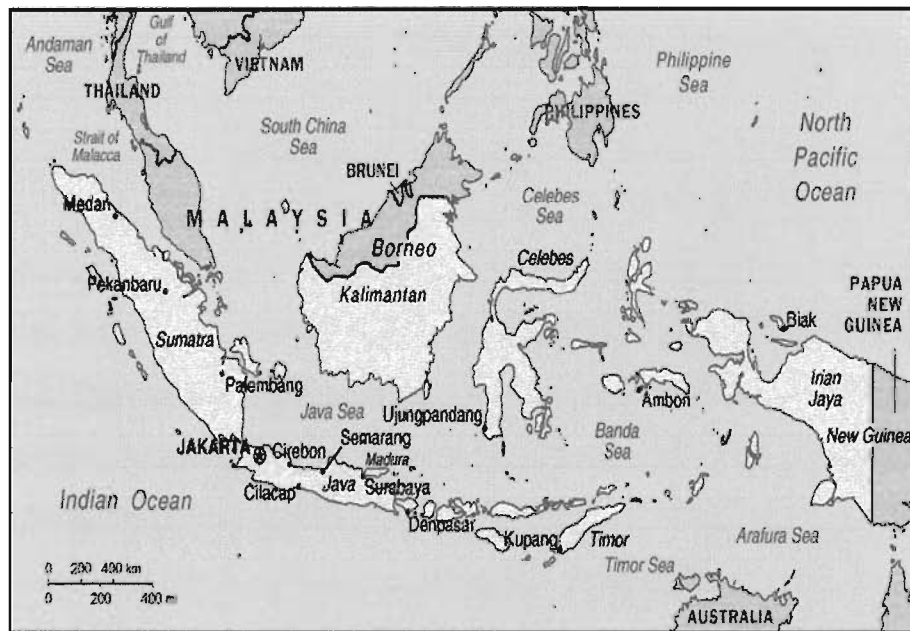 Andaman
Sea
Gulf
of
Thailand
VIETNAM
THAILAND
Philippine
Sea
PHILIPPINES
South China
Sea
Strait of
Malacca
North
Pacific
Ocean
BRUNEI
Medan
MALAYSIA
Celebes
Sea
Borneo
Celebes
Pekanbaru
Kalimantan
PAPUA
NEW
GUINEA
Biak
Sumatra
Irian
Jaya
Palembang
Ambon
Java Sea
Ujungpandang
Banda
Sea
New Guinea
Semarang
JAKARTA
Cirebon
Madura
Java
Surabaya
Cilacap
Indian Ocean
Denpasar
Kupang
Timor
Arafura Sea
Timor Sea
0 200 400 km
0 200 400 mi
AUSTRALIA